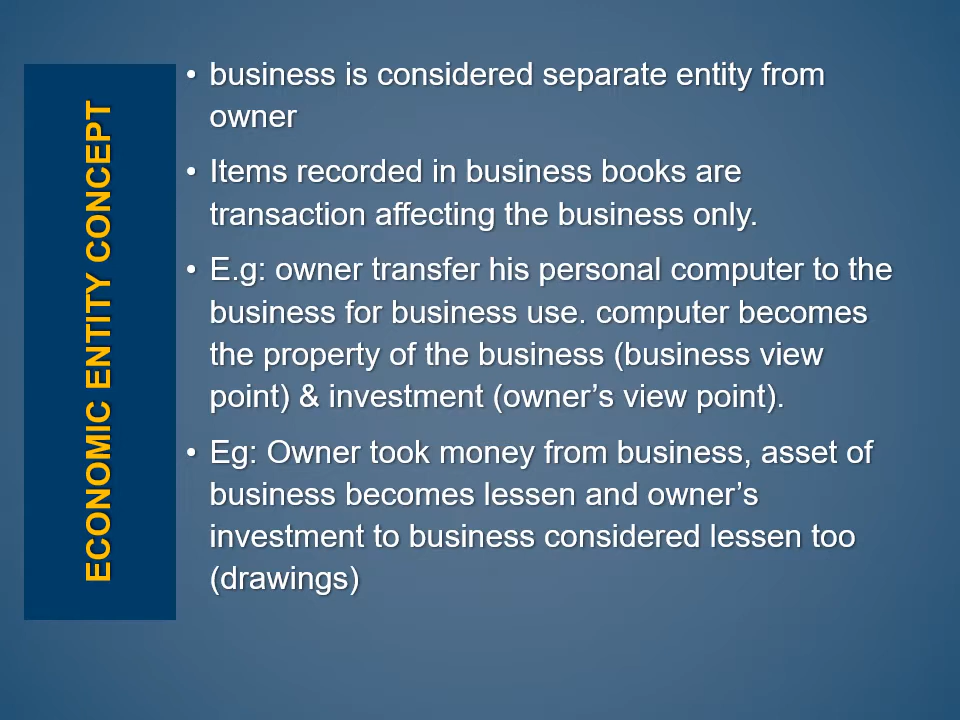 ECONOMIC ENTITY CONCEPT
• business is considered separate entity from
owner
• Items recorded in business books are
transaction affecting the business only.
• E.g: owner transfer his personal computer to the
business for business use. computer becomes
the property of the business (business view
point) & investment (owner’s view point).
• Eg: Owner took money from business, asset of
business becomes lessen and owner’s
investment to business considered lessen too
(drawings)